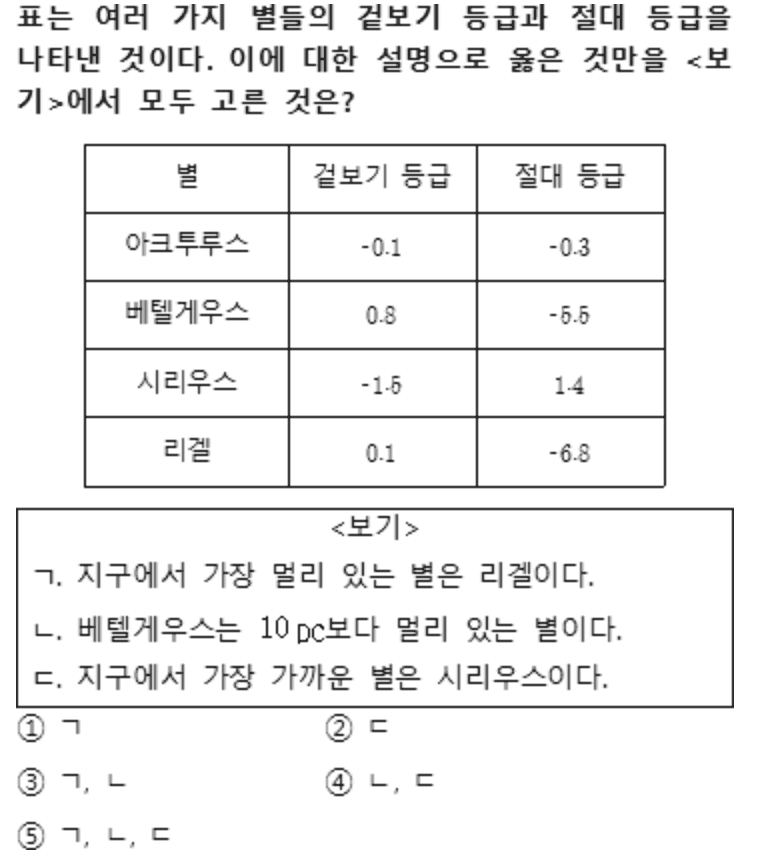 표는 여러 가지 별들의 겉보기 등급과 절대 등급을
나타낸 것이다. 이에 대한 설명으로 옳은 것만을 <보
기>에서 모두 고른 것은?
별 겉보기 등급 절대 등급
아크투루스 -0.1 -0.3
베텔게우스 0.8 -5.5
시리우스 -1.5 1.4
리겔 0.1 -6.8
<보기>
ㄱ. 지구에서 가장 멀리 있는 별은 리겔이다.
ㄴ. 베텔게우스는 10pc보다 멀리 있는 별이다.
ㄷ. 지구에서 가장 가까운 별은 시리우스이다.
① ㄱ ② ㄷ
③ ㄱ, ㄴ ④ ㄴ, ㄷ
⑤ ㄱ, ㄴ, ㄷ